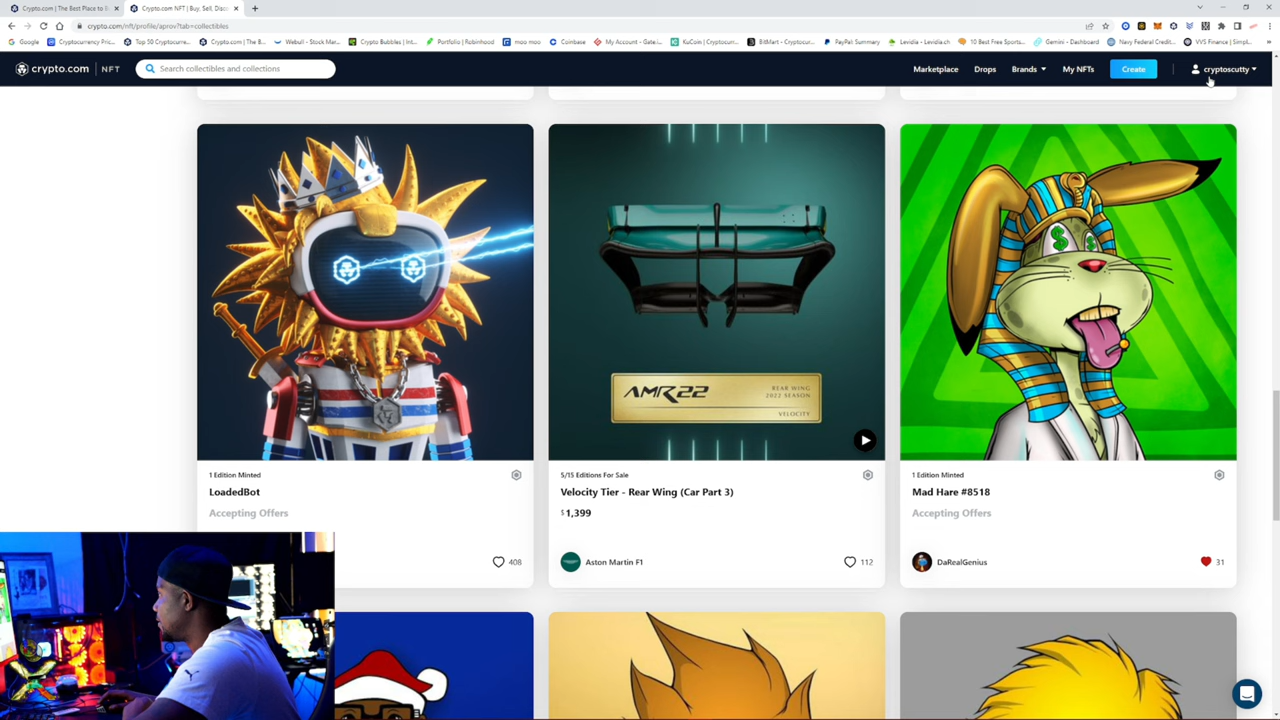 Crypto.com | The Best Place to B
Crypto.com NFT | Buy, Sell, Disc
crypto.com/nft/profile/aprov?tab=collectibles
Google
Cryptocurrency Pric...
Top 50 Cryptocurre...
Crypto.com | The B...
Webull - Stock Mar...
Crypto Bubbles | Int...
Portfolio | Robinhood
moo moo
Coinbase
My Account - Gate.i...
KuCoin | Cryptocurr...
BitMart - Cryptocur...
PayPal: Summary
Levidia - Levidia.ch
10 Best Free Sports...
Gemini - Dashboard
Navy Federal Credit...
VVS Finance | Simpl...
crypto.com | NFT
Search collectibles and collections
Marketplace
Drops
Brands
My NFTs
Create
cryptoscutty
AMR22
REAR WING
2022 SEASON
VELOCITY
1 Edition Minted
LoadedBot
Accepting Offers
408
5/15 Editions For Sale
Velocity Tier - Rear Wing (Car Part 3)
$1,399
Aston Martin F1
112
1 Edition Minted
Mad Hare #8518
Accepting Offers
DaRealGenius
31